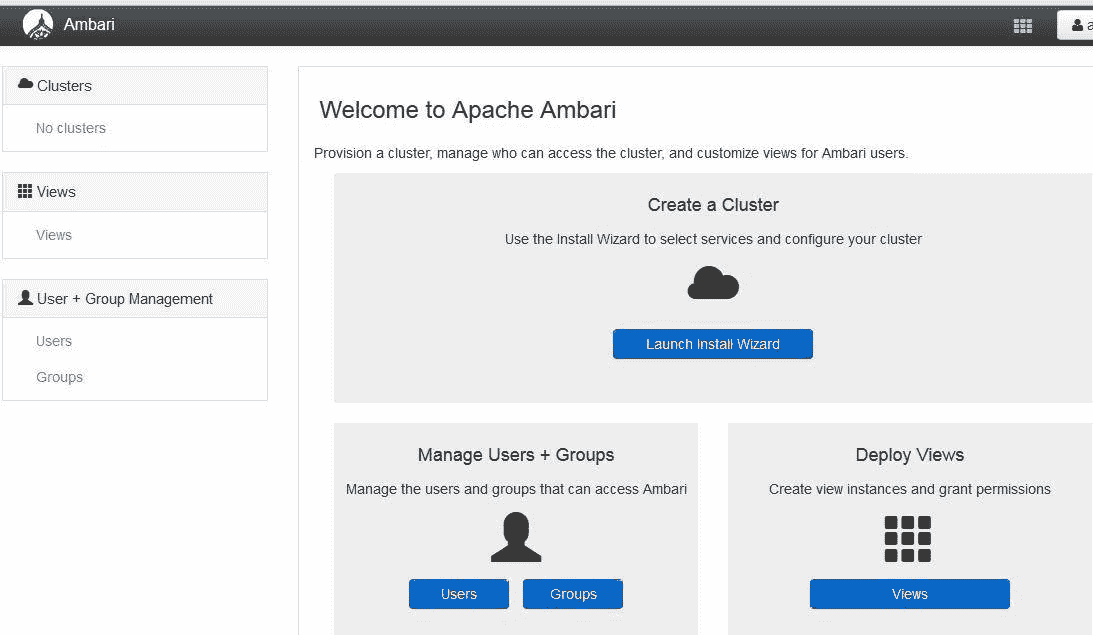 Ambari
a
Clusters
No clusters
Views
Views
User + Group Management
Users
Groups
Welcome to Apache Ambari
Provision a cluster, manage who can access the cluster, and customize views for Ambari users.
Create a Cluster
Use the Install Wizard to select services and configure your cluster
Launch Install Wizard
Manage Users + Groups
Manage the users and groups that can access Ambari
Users
Groups
Deploy Views
Create view instances and grant permissions
Views